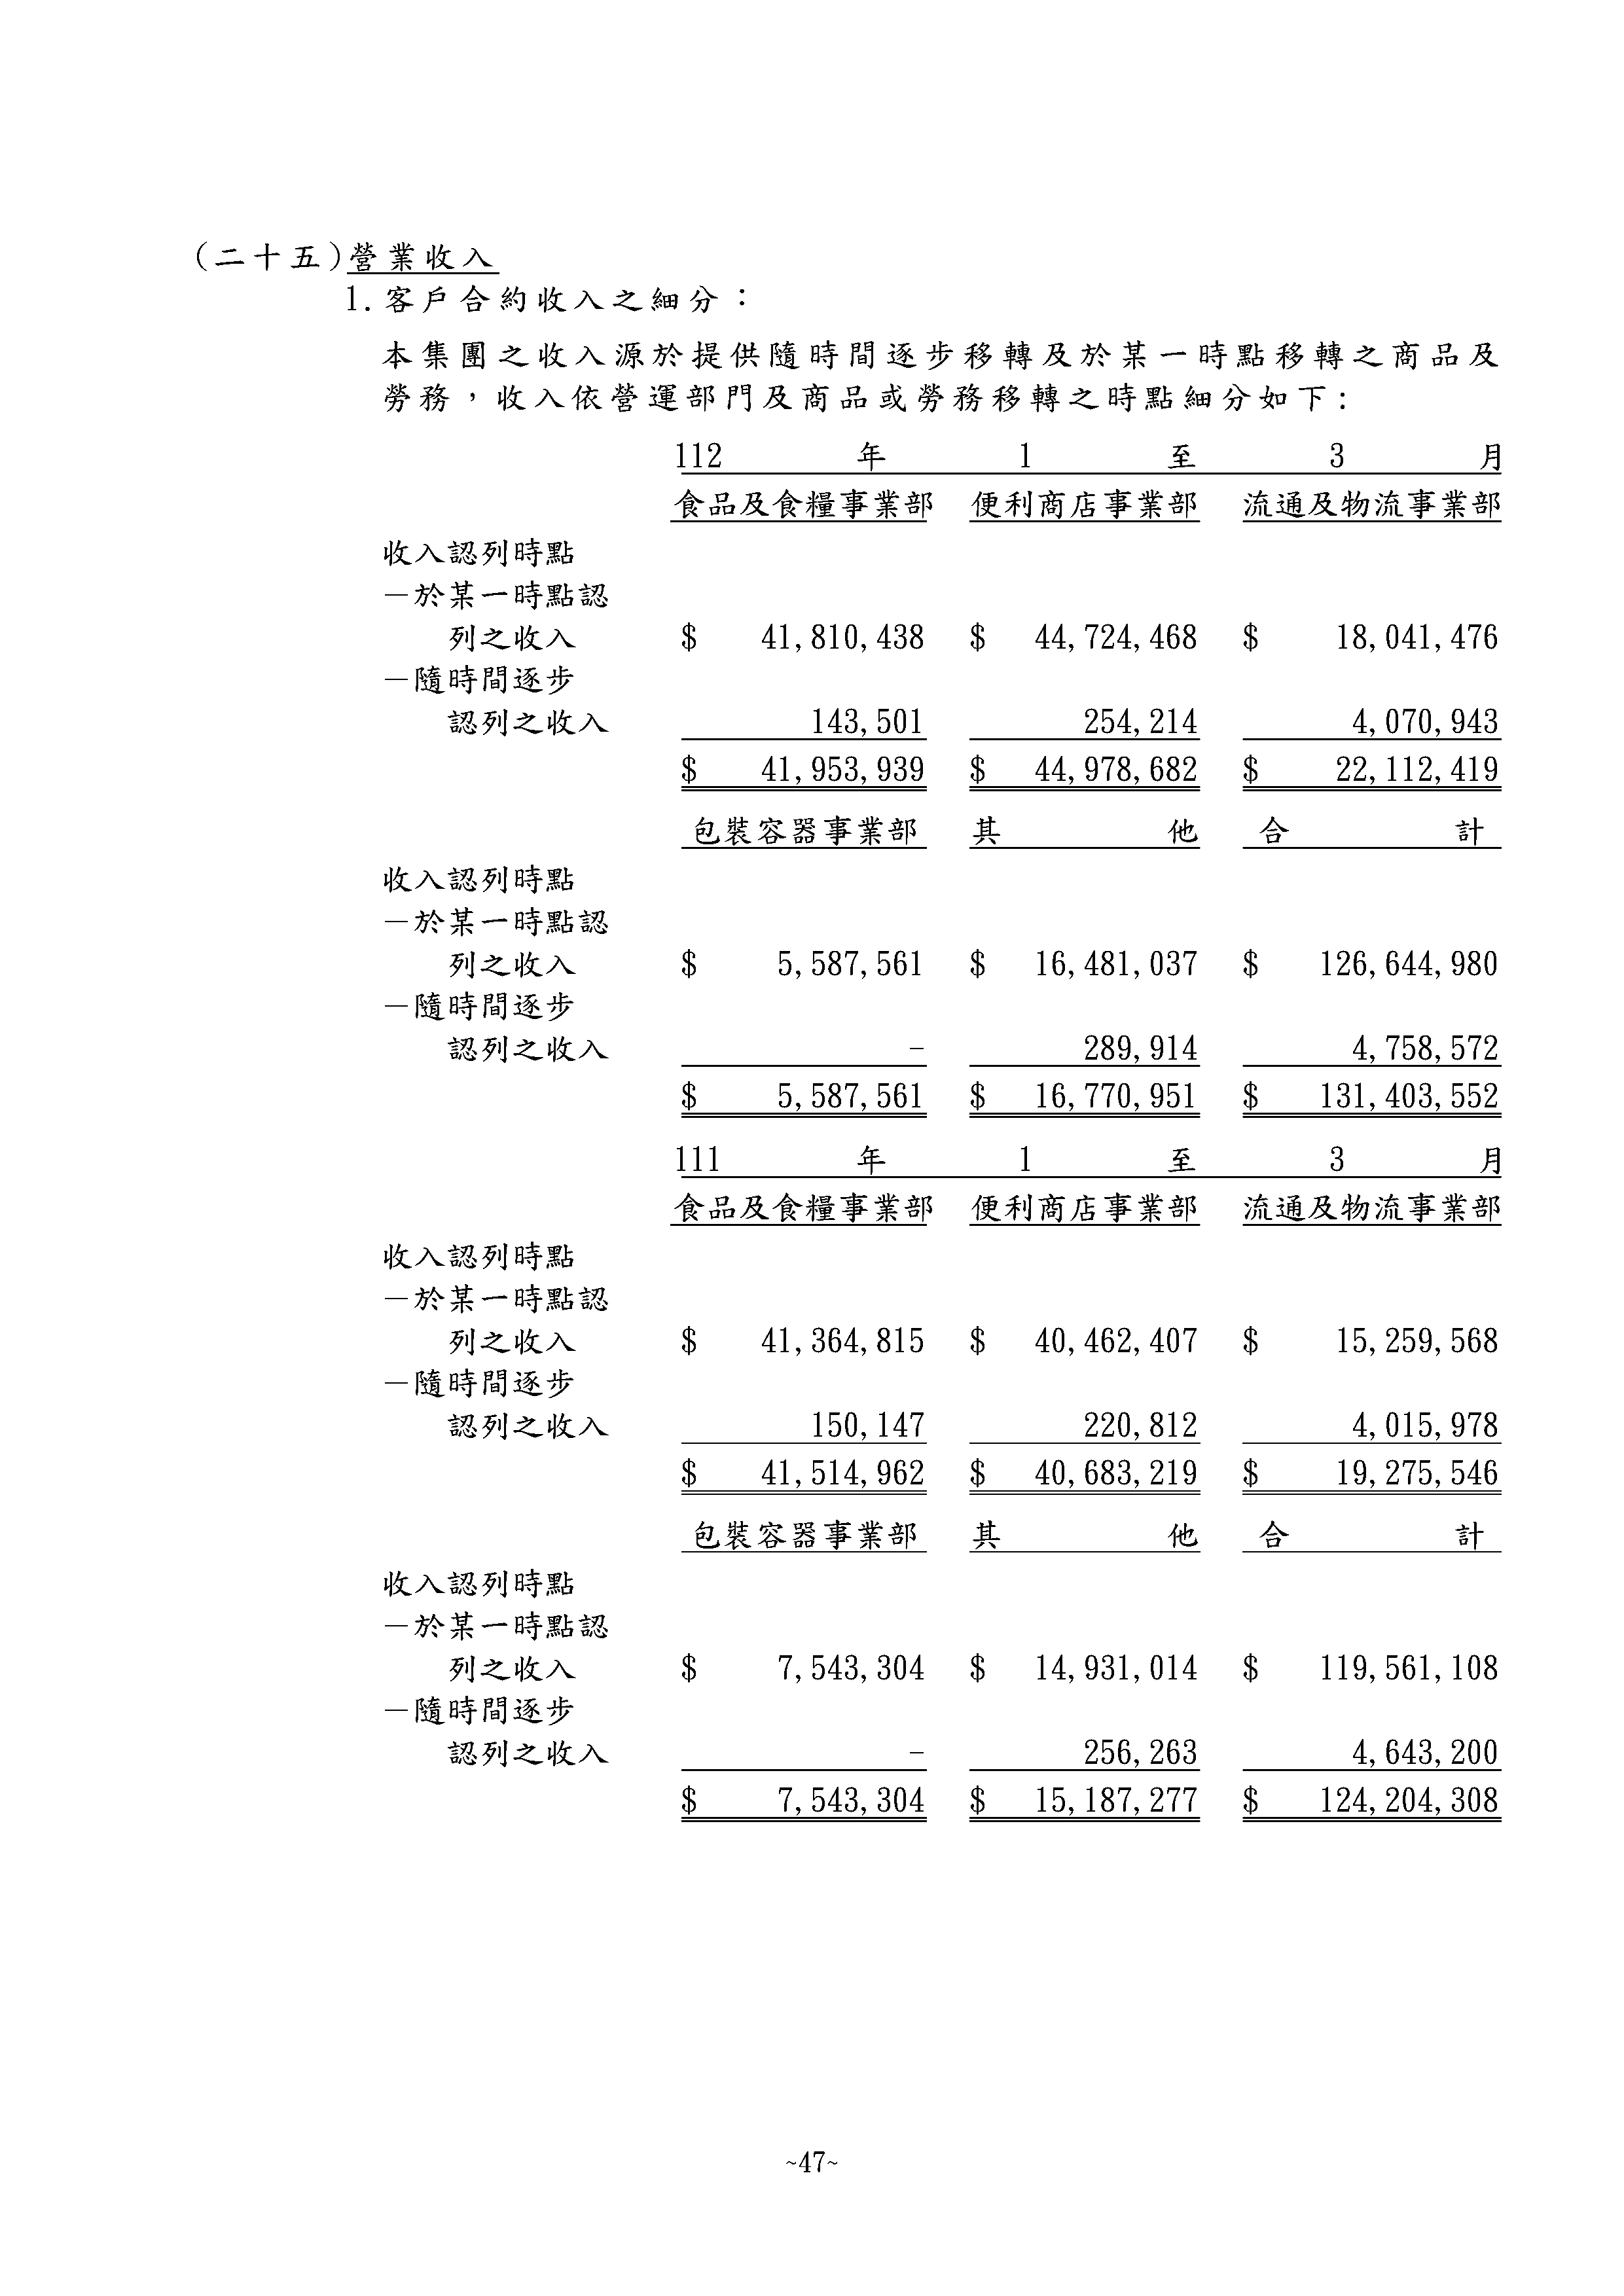 (二十五)營業收入
1.客戶合約收入之細分：
本集團之收入源於提供隨時間逐步移轉及於某一時點移轉之商品及
勞務，收入依營運部門及商品或勞務移轉之時點細分如下:
112 年 1 至 3 月
食品及食糧事業部 便利商店事業部 流通及物流事業部
收入認列時點
－於某一時點認
列之收入 $ 41,810,438 $ 44,724,468 $ 18,041,476
－隨時間逐步
認列之收入 143,501 254,214 4,070,943
$ 41,953,939 $ 44,978,682 $ 22,112,419
包裝容器事業部 其 他 合 計
收入認列時點
－於某一時點認
列之收入 $ 5,587,561 $ 16,481,037 $ 126,644,980
－隨時間逐步
認列之收入 - 289,914 4,758,572
$ 5,587,561 $ 16,770,951 $ 131,403,552
111 年 1 至 3 月
食品及食糧事業部 便利商店事業部 流通及物流事業部
收入認列時點
－於某一時點認
列之收入 $ 41,364,815 $ 40,462,407 $ 15,259,568
－隨時間逐步
認列之收入 150,147 220,812 4,015,978
$ 41,514,962 $ 40,683,219 $ 19,275,546
包裝容器事業部 其 他 合 計
收入認列時點
－於某一時點認
列之收入 $ 7,543,304 $ 14,931,014 $ 119,561,108
－隨時間逐步
認列之收入 - 256,263 4,643,200
$ 7,543,304 $ 15,187,277 $ 124,204,308
~47~